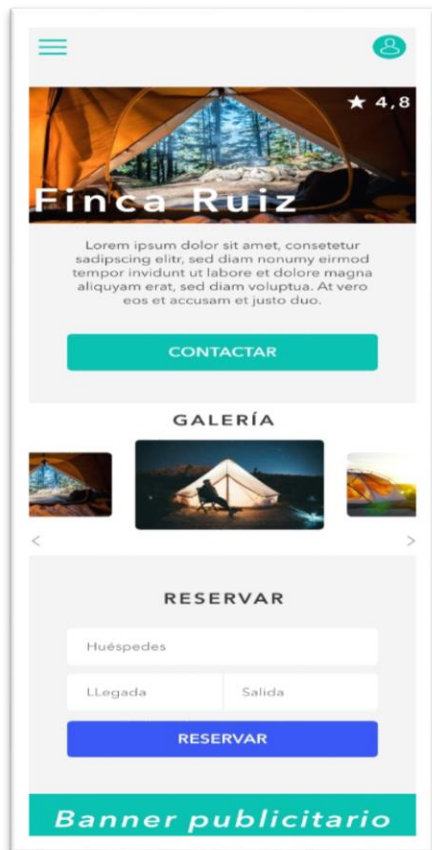 ★ 4,8
Finca Ruiz
Lorem ipsum dolor sit amet, consetetur
sadipscing elitr, sed diam nonumy eirmod
tempor invidunt ut labore et dolore magna
aliquyam erat, sed diam voluptua. At vero
eos et accusam et justo duo.
CONTACTAR
GALERÍA
< >
RESERVAR
Huéspedes
LLegada Salida
RESERVAR
Banner publicitario